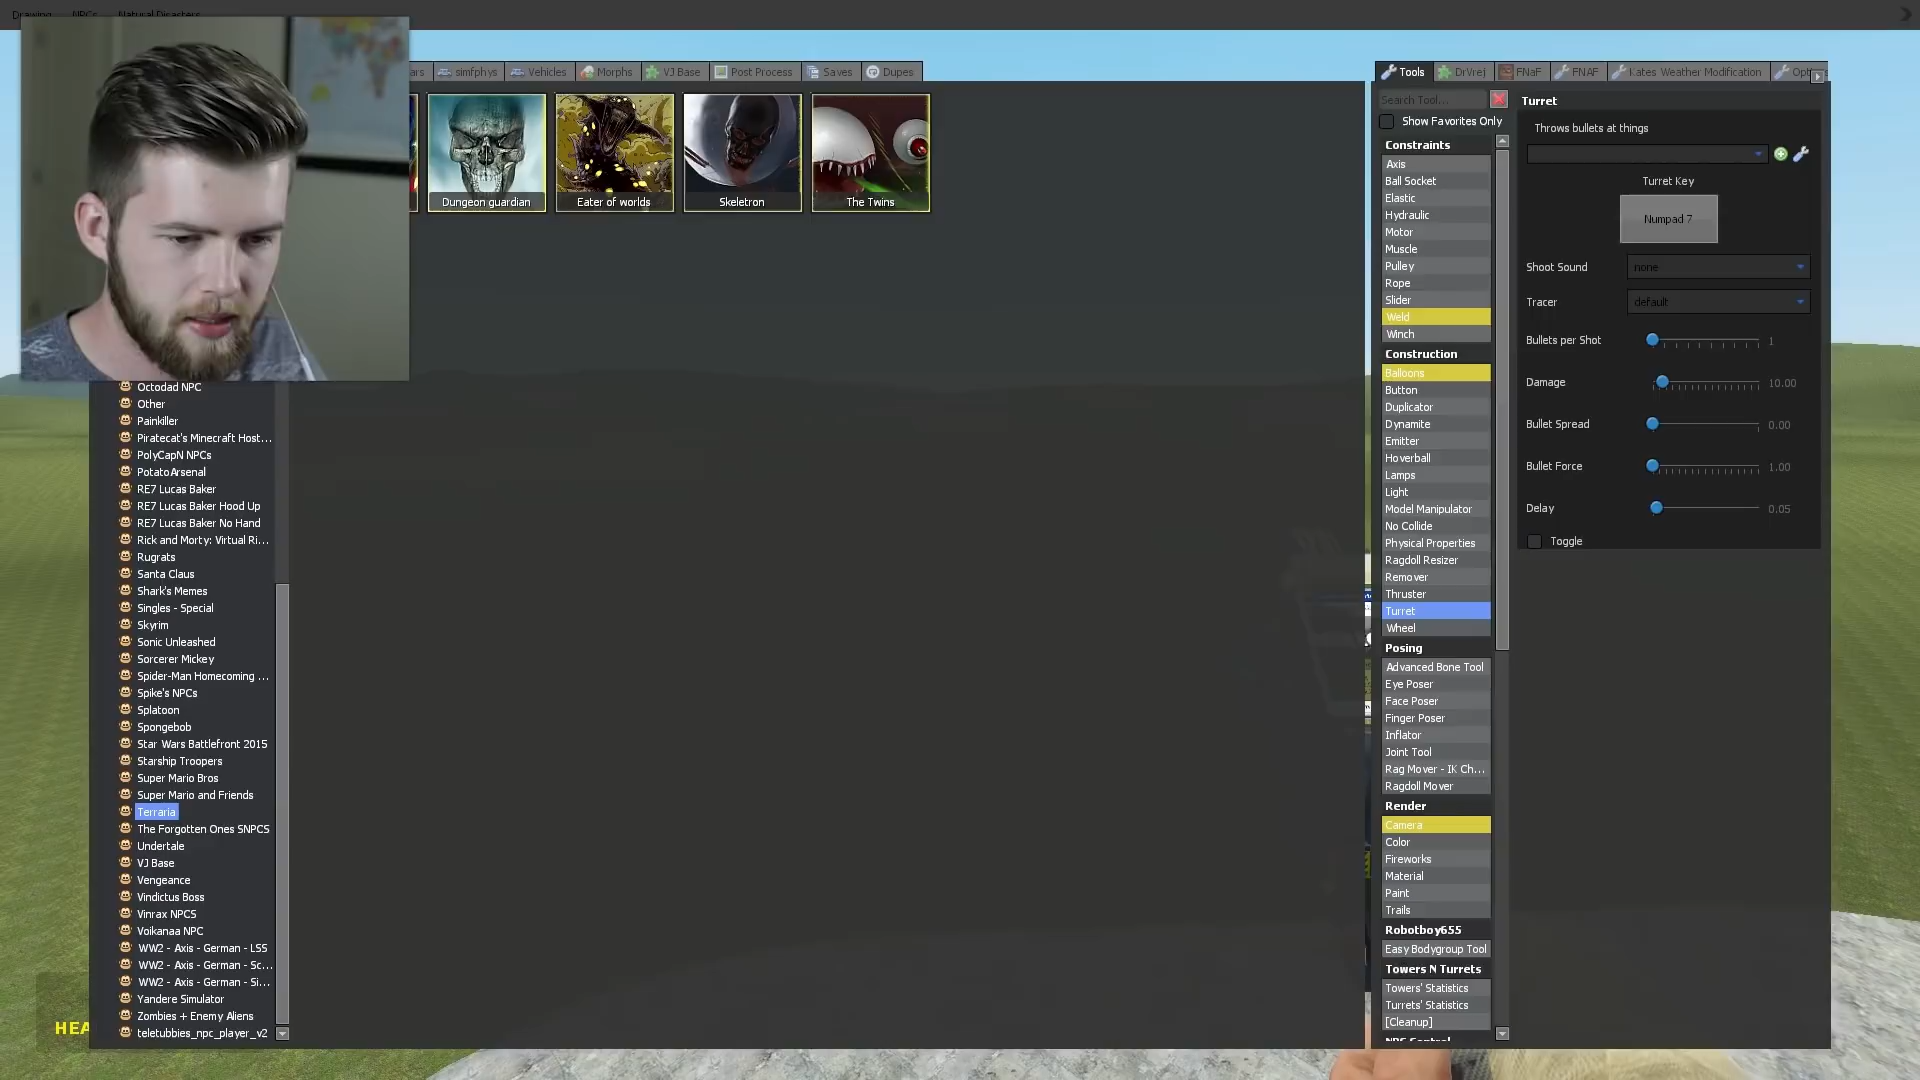 Drawing NPCs Natural Disasters
simfphys Vehicles Morphs VJ Base Post Process Saves Dupes
Dungeon guardian
Eater of worlds
Skeletron
The Twins
Octodad NPC
Other
Painkiller
Piratecat's Minecraft Host...
PolyCapN NPCs
PotatoArsenal
RE7 Lucas Baker
RE7 Lucas Baker Hood Up
RE7 Lucas Baker No Hand
Rick and Morty: Virtual Ri...
Rugrats
Santa Claus
Shark's Memes
Singles - Special
Skyrim
Sonic Unleashed
Sorcerer Mickey
Spider-Man Homecoming ...
Spike's NPCs
Splatoon
Spongebob
Star Wars Battlefront 2015
Starship Troopers
Super Mario Bros
Super Mario and Friends
Terraria
The Forgotten Ones SNPCS
Undertale
VJ Base
Vengeance
Vindictus Boss
Vinrax NPCS
Voikanaa NPC
WW2 - Axis - German - LSS
WW2 - Axis - German - Sc...
WW2 - Axis - German - Si...
Yandere Simulator
Zombies + Enemy Aliens
teletubbies_npc_player_v2
HEA
Tools DrVrej FNaF FNAF Kates Weather Modification Opti
Search Tool...
Show Favorites Only
Constraints
Axis
Ball Socket
Elastic
Hydraulic
Motor
Muscle
Pulley
Rope
Slider
Weld
Winch
Construction
Balloons
Button
Duplicator
Dynamite
Emitter
Hoverball
Lamps
Light
Model Manipulator
No Collide
Physical Properties
Ragdoll Resizer
Remover
Thruster
Turret
Wheel
Posing
Advanced Bone Tool
Eye Poser
Face Poser
Finger Poser
Inflator
Joint Tool
Rag Mover - IK Ch...
Ragdoll Mover
Render
Camera
Color
Fireworks
Material
Paint
Trails
Robotboy655
Easy Bodygroup Tool
Towers N Turrets
Towers' Statistics
Turrets' Statistics
[Cleanup]
NPC Control
Turret
Throws bullets at things
Turret Key
Numpad 7
Shoot Sound none
Tracer default
Bullets per Shot 1
Damage 10.00
Bullet Spread 0.00
Bullet Force 1.00
Delay 0.05
Toggle